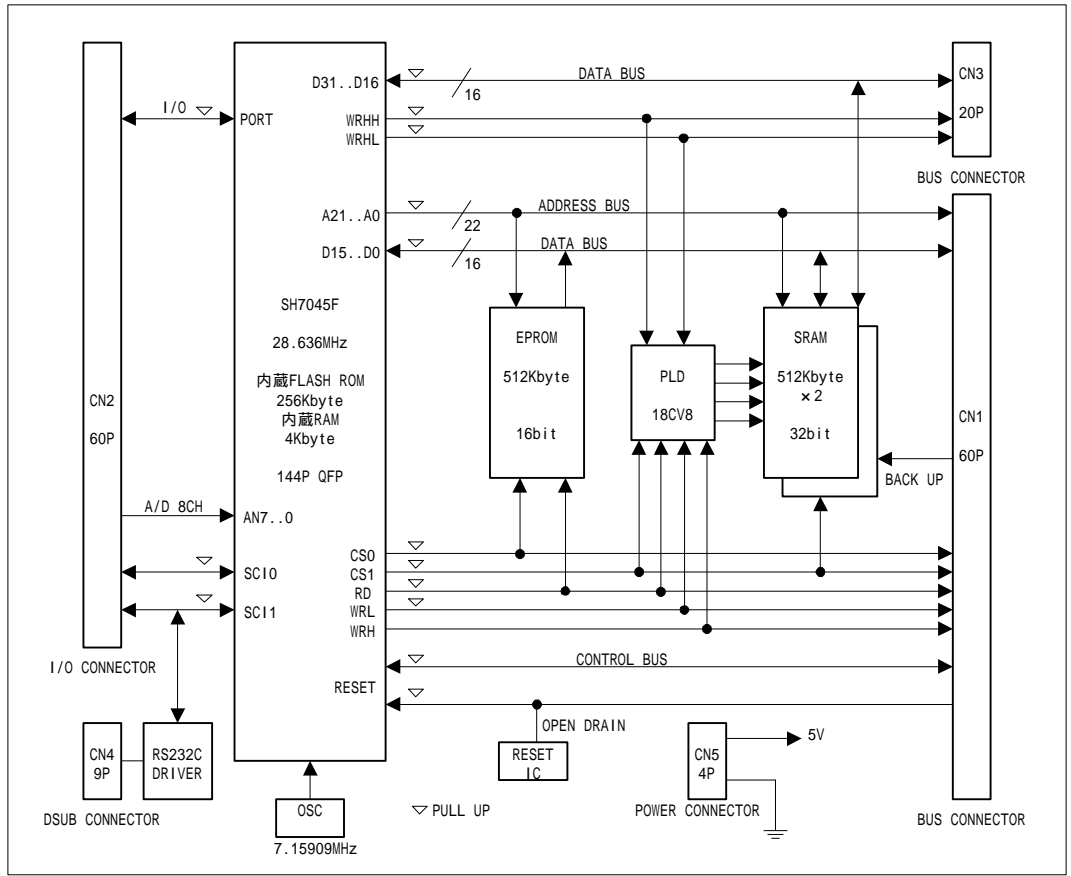 D31..D16
DATA BUS
16
CN3
20P
I/O
PORT
WRHH
WRHL
BUS CONNECTOR
A21..A0
ADDRESS BUS
22
D15..D0
DATA BUS
16
SH7045F
28.636MHz
内蔵FLASH ROM
256Kbyte
内蔵RAM
4Kbyte
144P QFP
EPROM
512Kbyte
16bit
PLD
18CV8
SRAM
512Kbyte
×2
32bit
CN2
60P
CN1
60P
BACK UP
A/D 8CH
AN7..0
CS0
CS1
RD
WRL
WRH
SCI0
SCI1
I/O CONNECTOR
CONTROL BUS
RESET
OPEN DRAIN
RESET
IC
CN4
9P
RS232C
DRIVER
CN5
4P
5V
DSUB CONNECTOR
OSC
7.15909MHz
▽ PULL UP
POWER CONNECTOR
BUS CONNECTOR